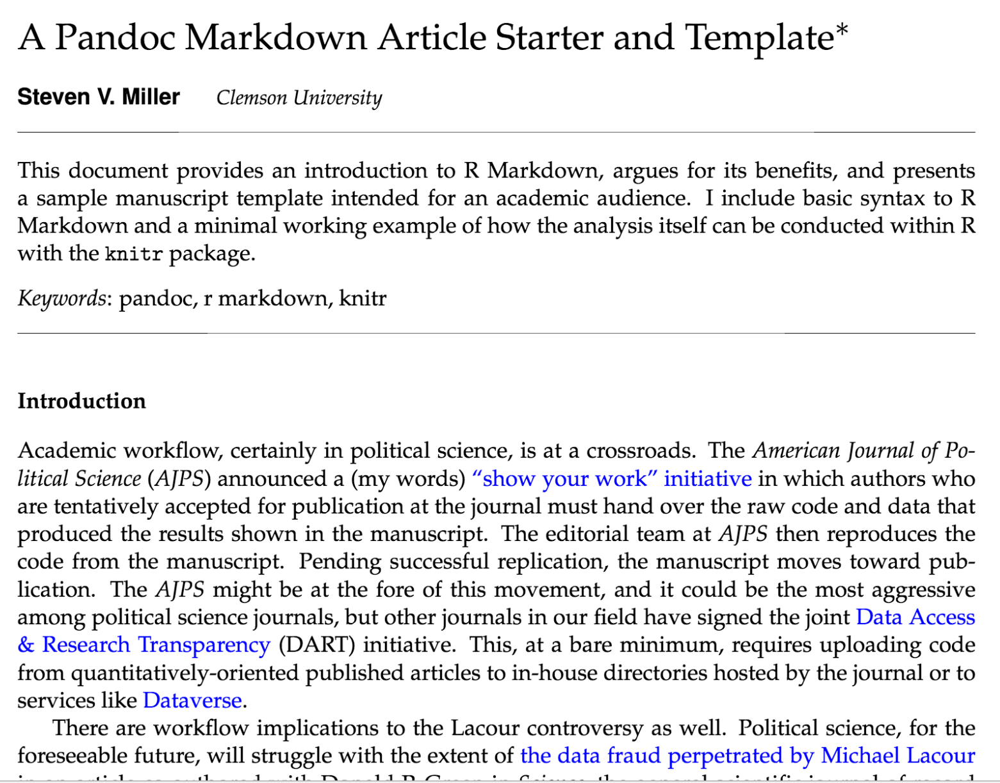 A Pandoc Markdown Article Starter and Template*
Steven V. Miller Clemson University
This document provides an introduction to R Markdown, argues for its benefits, and presents
a sample manuscript template intended for an academic audience. I include basic syntax to R
Markdown and a minimal working example of how the analysis itself can be conducted within R
with the knitr package.
Keywords: pandoc, r markdown, knitr
Introduction
Academic workflow, certainly in political science, is at a crossroads. The American Journal of Po-
litical Science (AJPS) announced a (my words) “show your work” initiative in which authors who
are tentatively accepted for publication at the journal must hand over the raw code and data that
produced the results shown in the manuscript. The editorial team at AJPS then reproduces the
code from the manuscript. Pending successful replication, the manuscript moves toward pub-
lication. The AJPS might be at the fore of this movement, and it could be the most aggressive
among political science journals, but other journals in our field have signed the joint Data Access
& Research Transparency (DART) initiative. This, at a bare minimum, requires uploading code
from quantitatively-oriented published articles to in-house directories hosted by the journal or to
services like Dataverse.
There are workflow implications to the Lacour controversy as well. Political science, for the
foreseeable future, will struggle with the extent of the data fraud perpetrated by Michael Lacour